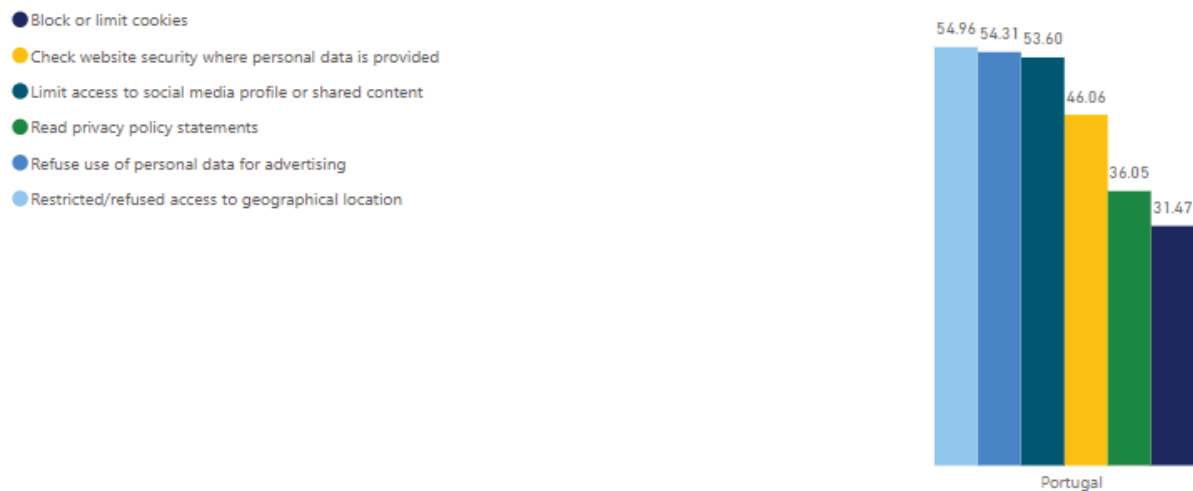 Block or limit cookies
Check website security where personal data is provided
Limit access to social media profile or shared content
Read privacy policy statements
Refuse use of personal data for advertising
Restricted/refused access to geographical location
54.96 54.31 53.60
46.06
36.05
31.47
Portugal